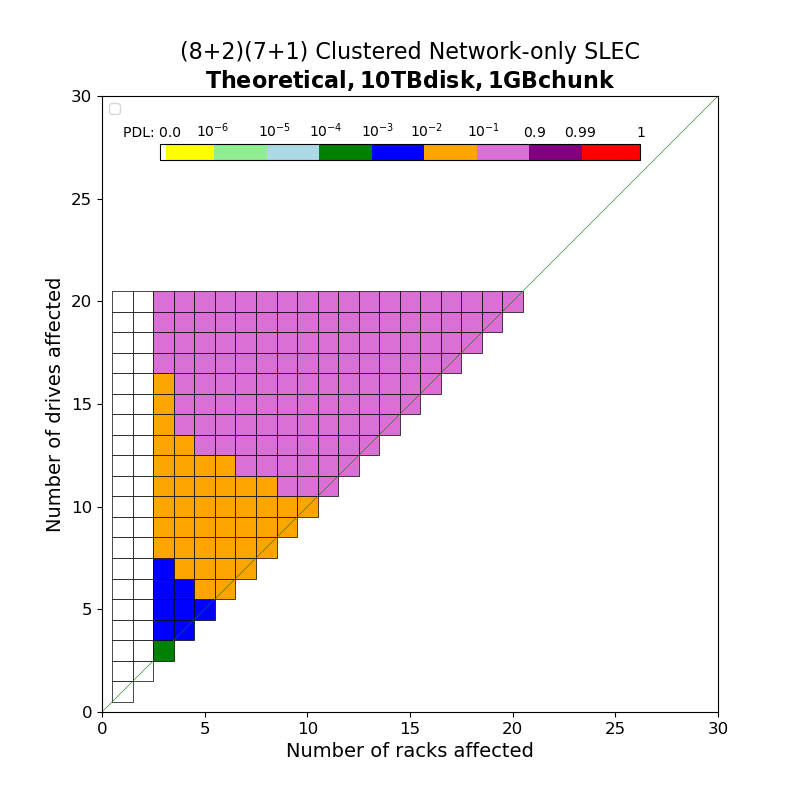 (8+2)(7+1) Clustered Network-only SLEC
Theoretical, 10TBdisk, 1GBchunk
PDL: 0.0 10⁻⁶ 10⁻⁵ 10⁻⁴ 10⁻³ 10⁻² 10⁻¹ 0.9 0.99 1
30
25
20
15
10
5
0
Number of drives affected
0 5 10 15 20 25 30
Number of racks affected